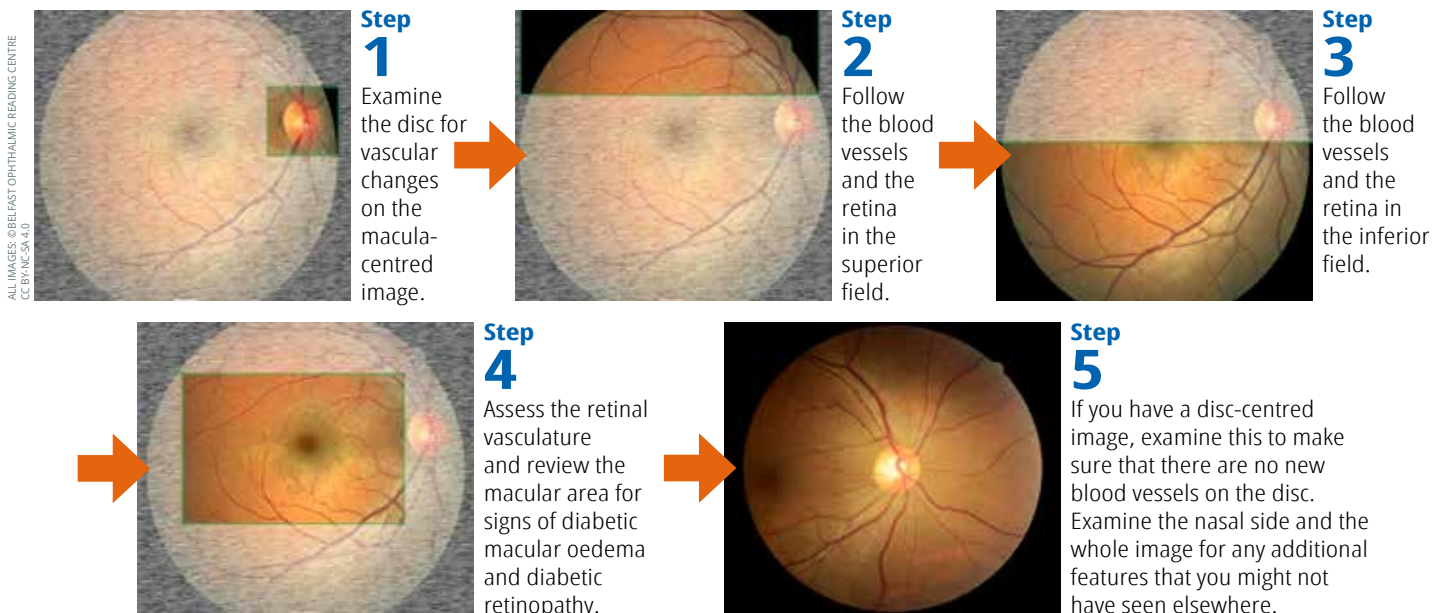 ALL IMAGES: ©BELFAST OPHTHALMIC READING CENTRE
CC BY-NC-SA 4.0
Step
1
Examine
the disc for
vascular
changes
on the
macula-
centred
image.
Step
2
Follow
the blood
vessels
and the
retina
in the
superior
field.
Step
3
Follow
the blood
vessels
and the
retina in
the inferior
field.
Step
4
Assess the retinal
vasculature
and review the
macular area for
signs of diabetic
macular oedema
and diabetic
retinopathy.
Step
5
If you have a disc-centred
image, examine this to make
sure that there are no new
blood vessels on the disc.
Examine the nasal side and the
whole image for any additional
features that you might not
have seen elsewhere.